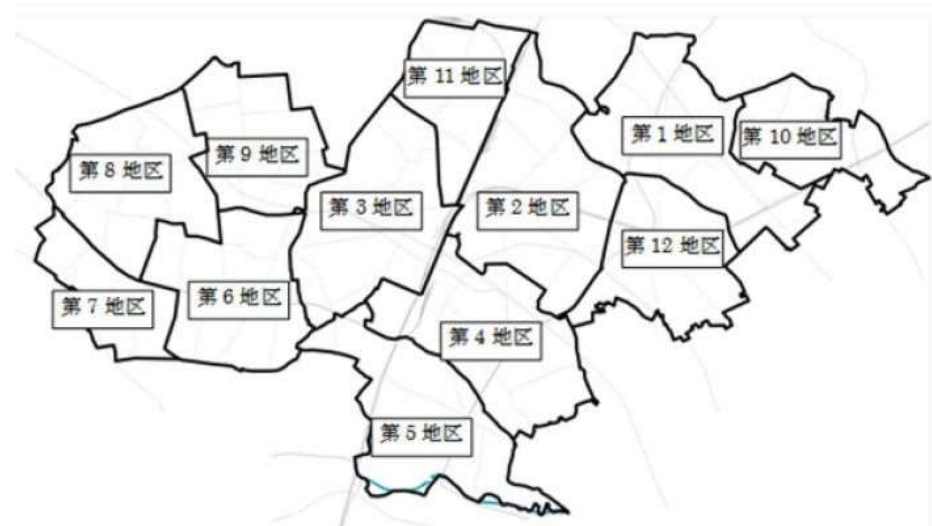 第 11 地区
第 1 地区
第 10 地区
第 9 地区
第 8 地区
第 3 地区
第 2 地区
第 12 地区
第 6 地区
第 7 地区
第 4 地区
第 5 地区